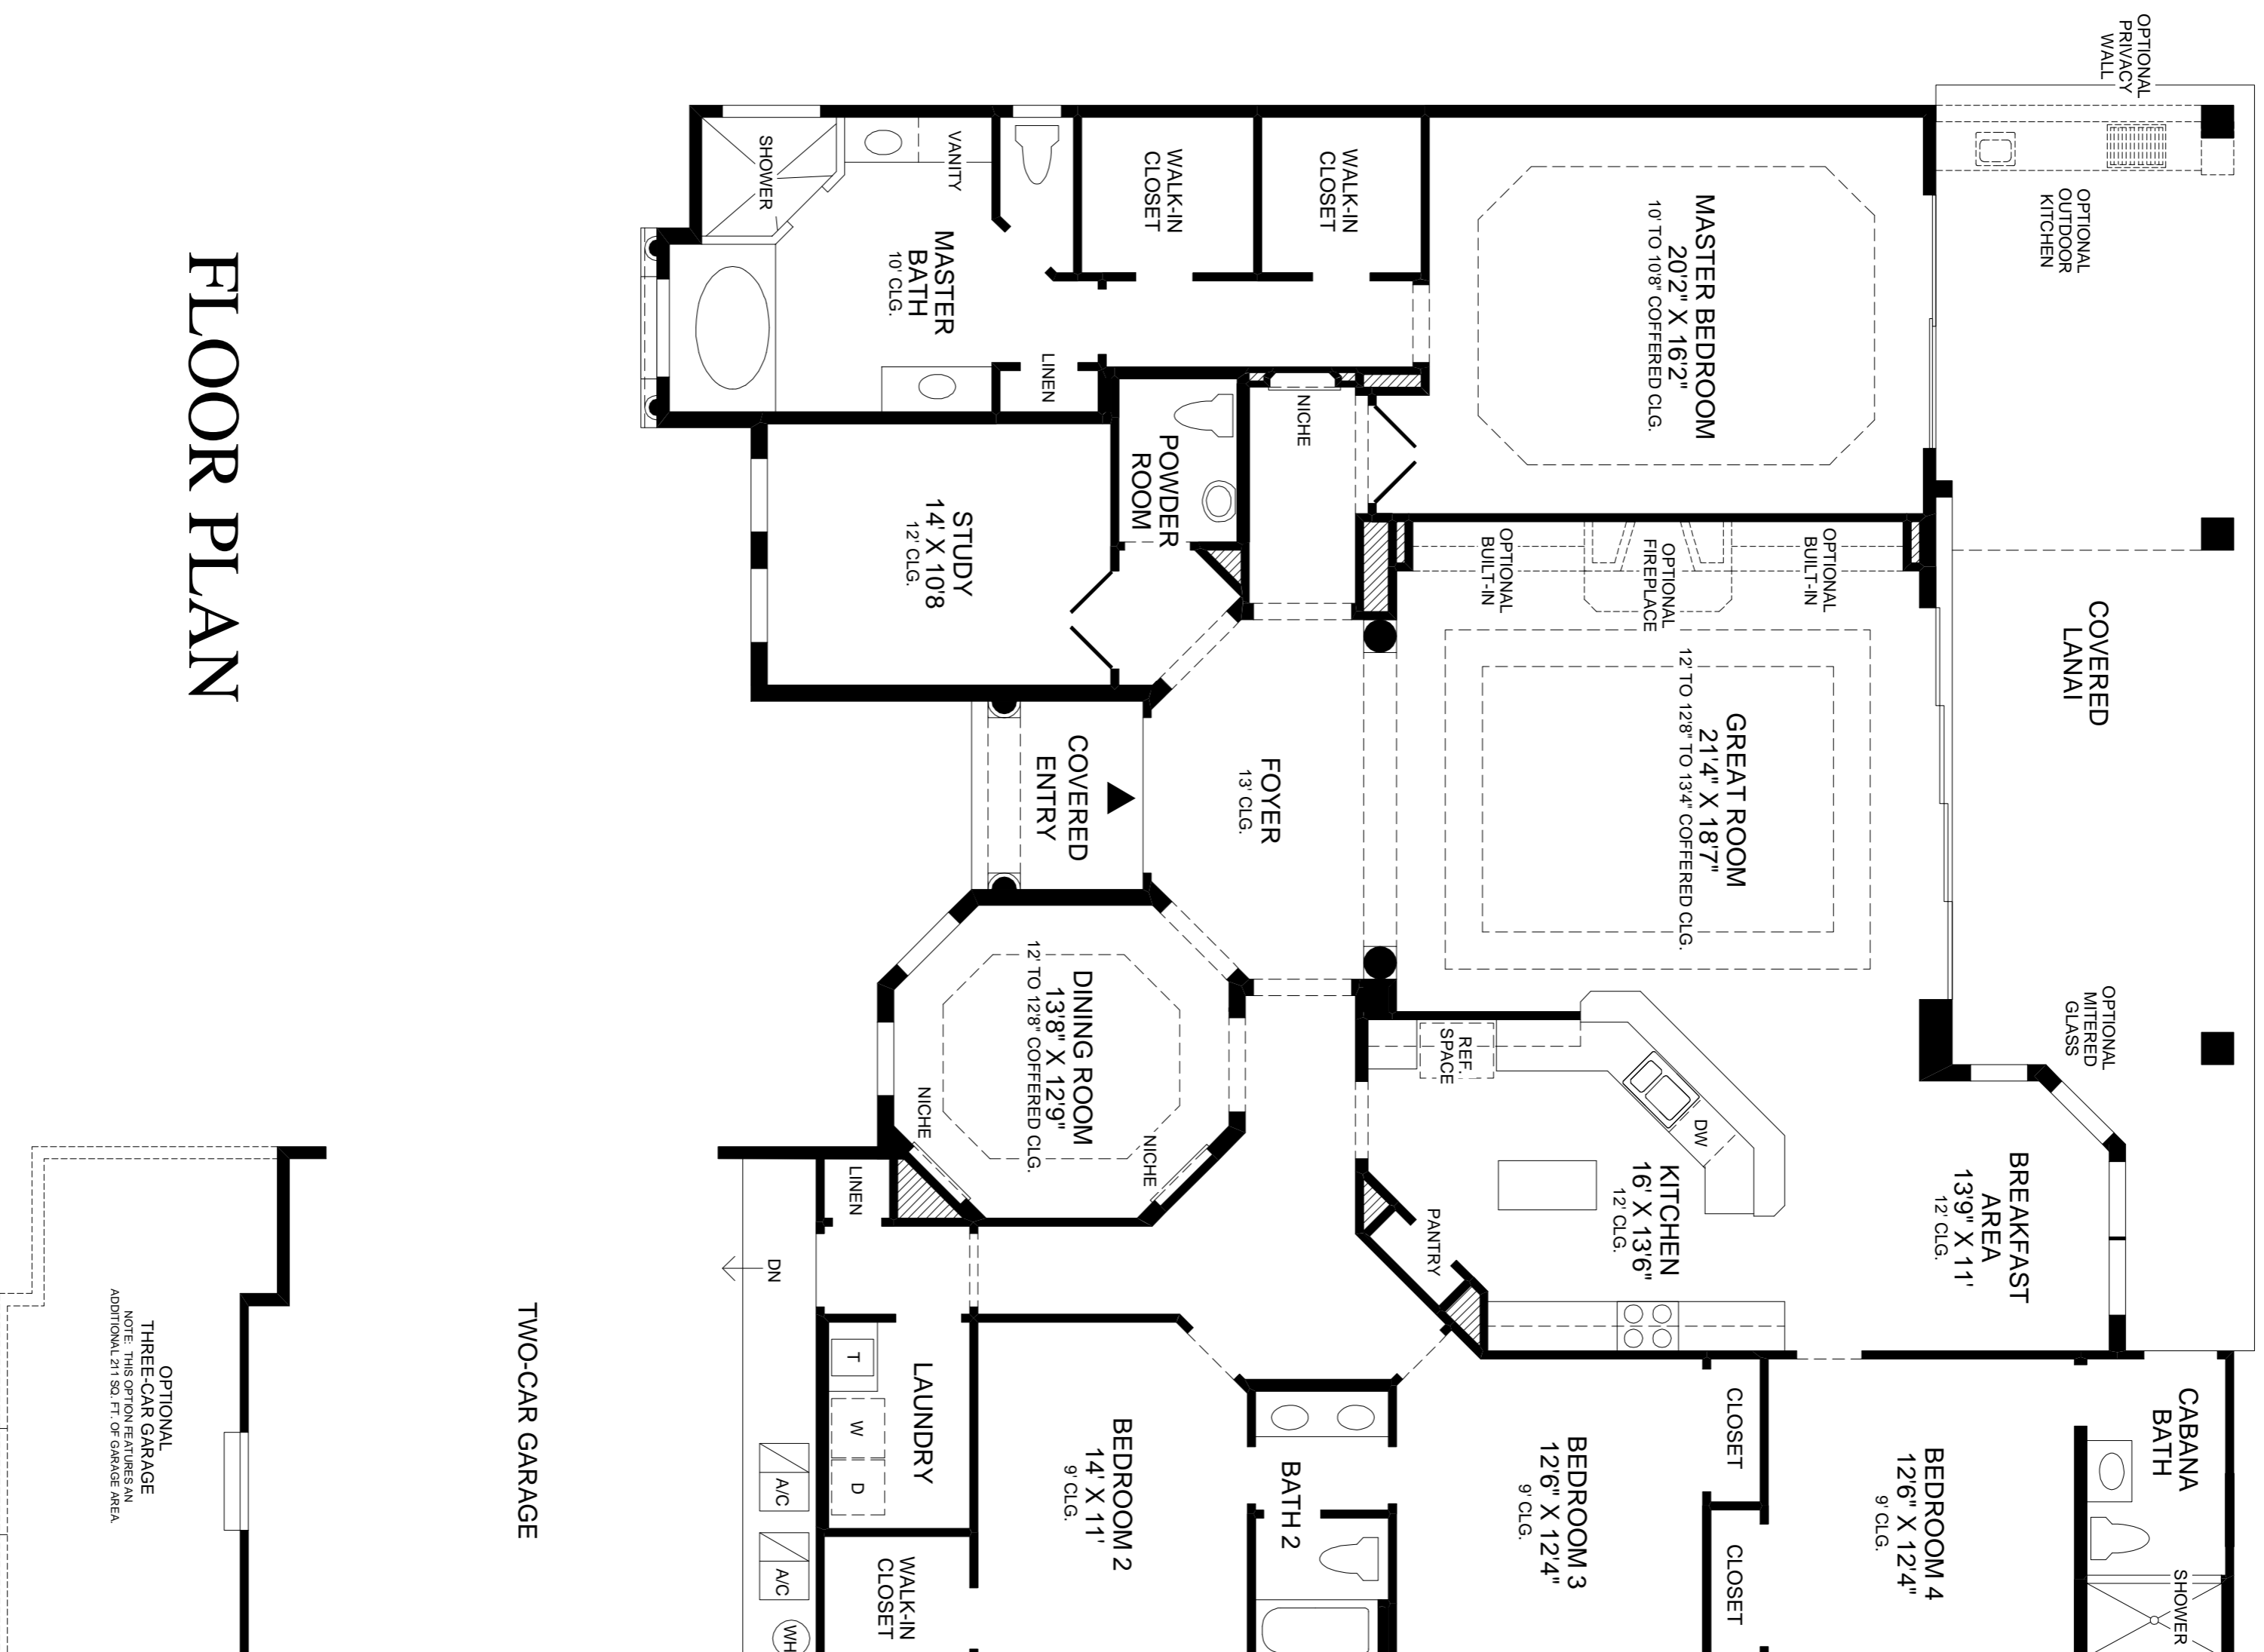 OPTIONAL
PRIVACY
WALL
OPTIONAL
OUTDOOR
KITCHEN
COVERED
LANAI
OPTIONAL
MITERED
GLASS
CABANA
BATH
SHOWER
MASTER BEDROOM
20'2" X 16'2"
10' TO 10'8" COFFERED CLG.
OPTIONAL
BUILT-IN
OPTIONAL
FIREPLACE
OPTIONAL
BUILT-IN
GREAT ROOM
21'4" X 18'7"
12' TO 12'8" TO 13'4" COFFERED CLG.
BREAKFAST
AREA
13'9" X 11'
12' CLG.
BEDROOM 4
12'6" X 12'4"
9' CLG.
REF.
SPACE
DW
KITCHEN
16' X 13'6"
12' CLG.
PANTRY
CLOSET
CLOSET
BEDROOM 3
12'6" X 12'4"
9' CLG.
WALK-IN
CLOSET
WALK-IN
CLOSET
NICHE
FOYER
13' CLG.
BATH 2
POWDER
ROOM
LINEN
VANITY
MASTER
BATH
10' CLG.
SHOWER
STUDY
14' X 10'8
12' CLG.
COVERED
ENTRY
DINING ROOM
13'8" X 12'9"
12' TO 12'8" COFFERED CLG.
NICHE
NICHE
BEDROOM 2
14' X 11'
9' CLG.
LINEN
DN
LAUNDRY
T
W
D
WALK-IN
CLOSET
A/C
A/C
WH
TWO-CAR GARAGE
FLOOR PLAN
OPTIONAL
THREE-CAR GARAGE
NOTE: THIS OPTION FEATURES AN
ADDITIONAL 211 SQ. FT. OF GARAGE AREA.